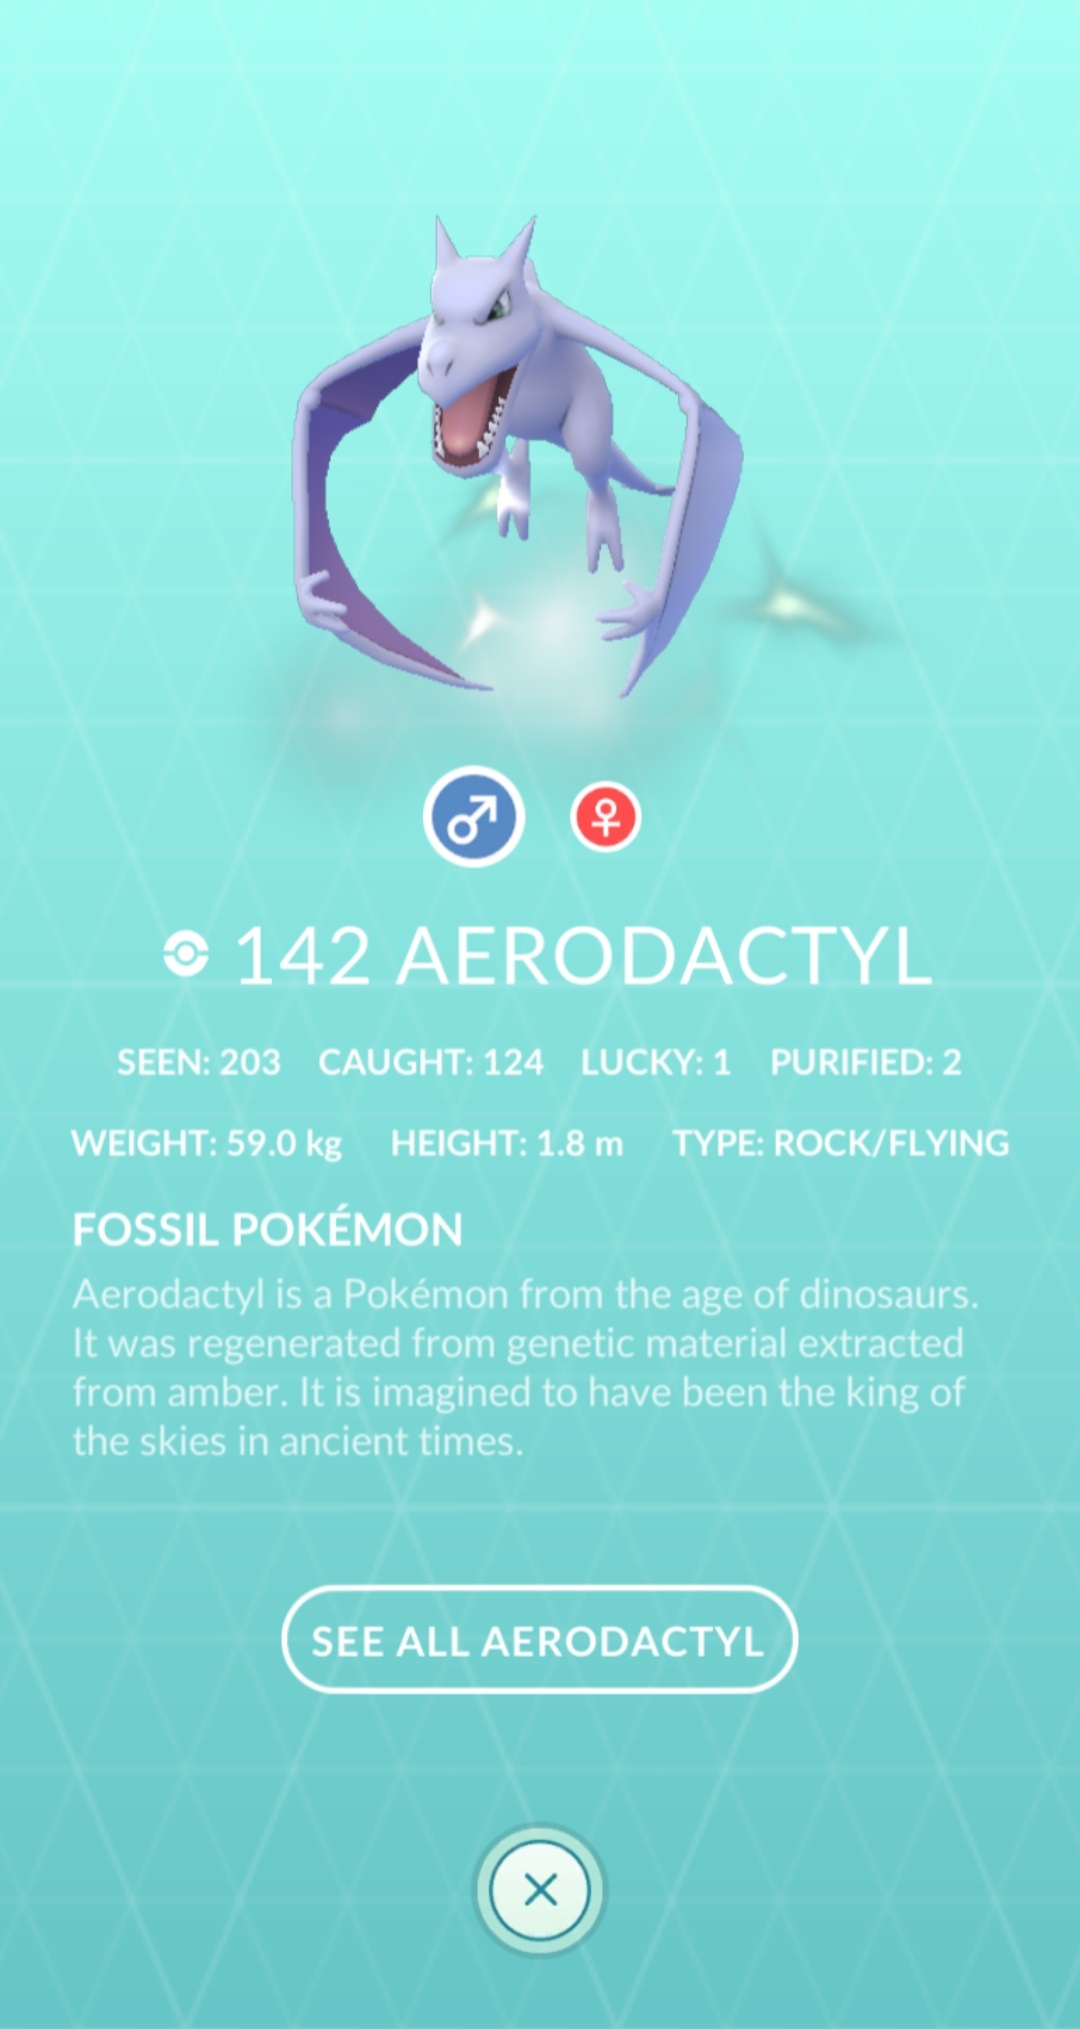 142 AERODACTYL
SEEN: 203 CAUGHT: 124 LUCKY: 1 PURIFIED: 2
WEIGHT: 59.0 kg HEIGHT: 1.8 m TYPE: ROCK/FLYING
FOSSIL POKÉMON
Aerodactyl is a Pokémon from the age of dinosaurs.
It was regenerated from genetic material extracted
from amber. It is imagined to have been the king of
the skies in ancient times.
SEE ALL AERODACTYL